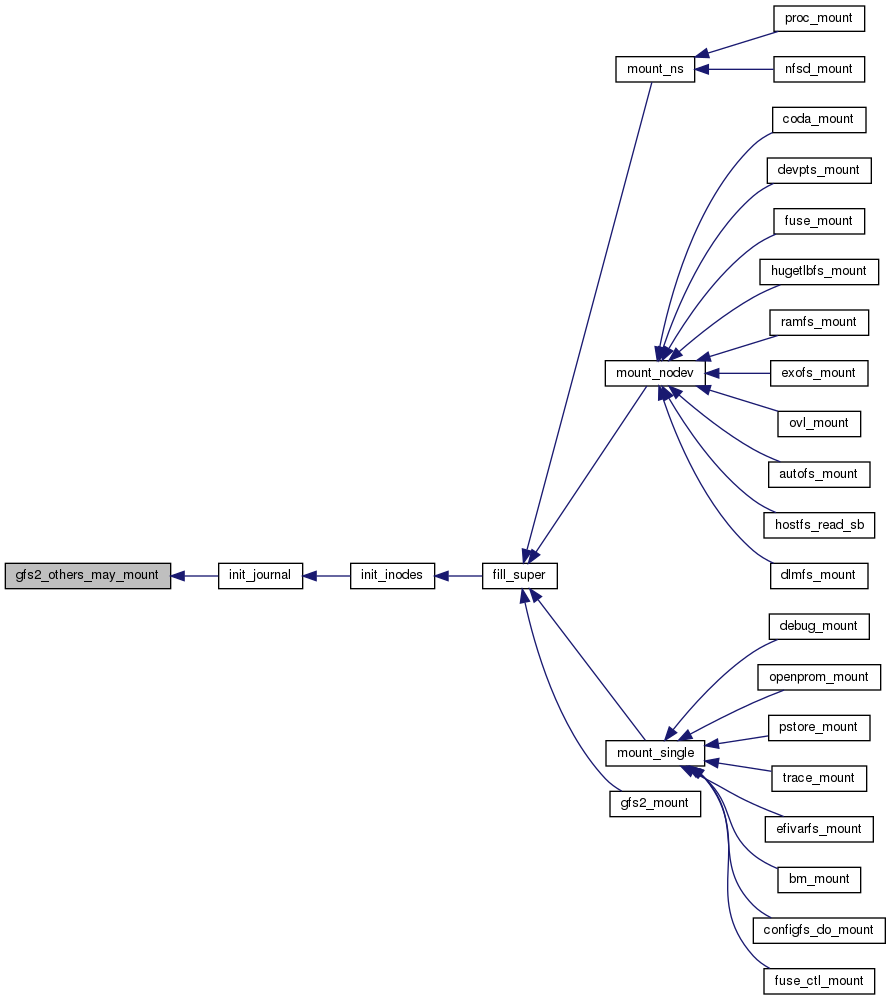 proc_mount
mount_ns
nfsd_mount
coda_mount
devpts_mount
fuse_mount
hugetlbfs_mount
ramfs_mount
mount_nodev
exofs_mount
ovl_mount
autofs_mount
hostfs_read_sb
gfs2_others_may_mount
init_journal
init_inodes
fill_super
dlmfs_mount
debug_mount
openprom_mount
pstore_mount
mount_single
trace_mount
gfs2_mount
efivarfs_mount
bm_mount
configfs_do_mount
fuse_ctl_mount